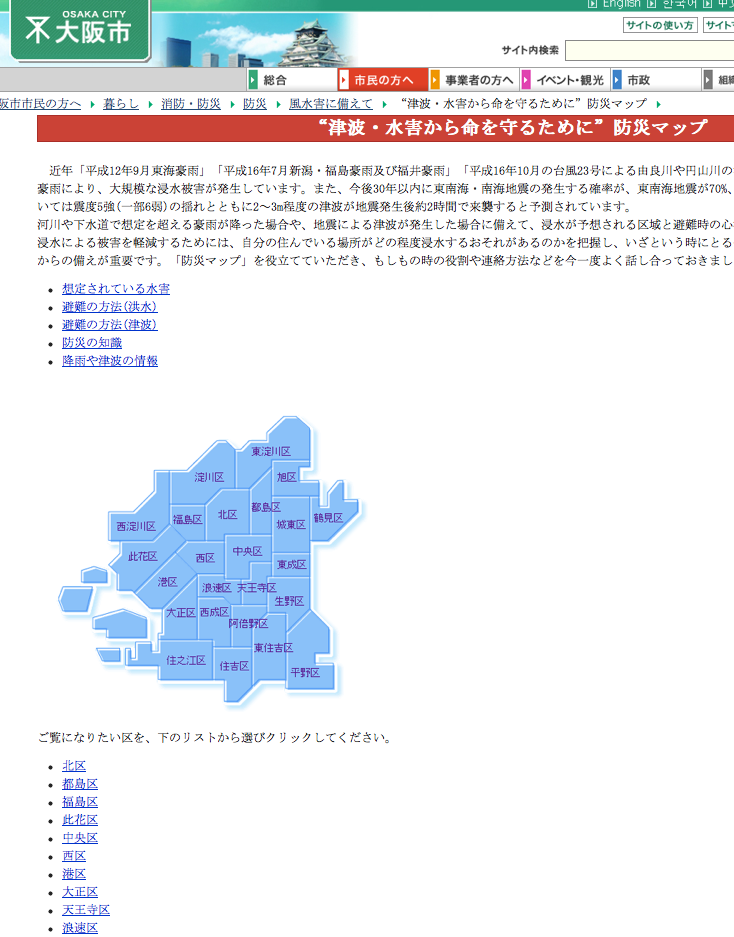 English 한국어
OSAKA CITY
大阪市
サイトの使い方 サイト
サイト内検索
総合 市民の方へ 事業者の方へ イベント・観光 市政 組織
阪市市民の方へ 暮らし 消防・防災 防災 風水害に備えて “津波・水害から命を守るために”防災マップ
“津波・水害から命を守るために”防災マップ
近年「平成12年9月東海豪雨」「平成16年7月新潟・福島豪雨及び福井豪雨」「平成16年10月の台風23号による由良川や円山川の
豪雨により、大規模な浸水被害が発生しています。また、今後30年以内に東南海・南海地震の発生する確率が、東南海地震が70%、
いては震度5強(一部6弱)の揺れとともに2～3m程度の津波が地震発生後約2時間で来襲すると予測されています。
河川や下水道で想定を超える豪雨が降った場合や、地震による津波が発生した場合に備えて、浸水が予想される区域と避難時の心
浸水による被害を軽減するためには、自分の住んでいる場所がどの程度浸水するおそれがあるのかを把握し、いざという時にとる
からの備えが重要です。「防災マップ」を役立てていただき、もしもの時の役割や連絡方法などを今一度よく話し合っておきまし
想定されている水害
避難の方法(洪水)
避難の方法(津波)
防災の知識
降雨や津波の情報
東淀川区
淀川区
旭区
都島区
北区
福島区
西淀川区
城東区
鶴見区
中央区
此花区
西区
東成区
港区
浪速区
天王寺区
生野区
大正区
西成区
阿倍野区
東住吉区
住之江区
住吉区
平野区
ご覧になりたい区を、下のリストから選びクリックしてください。
北区
都島区
福島区
此花区
中央区
西区
港区
大正区
天王寺区
浪速区